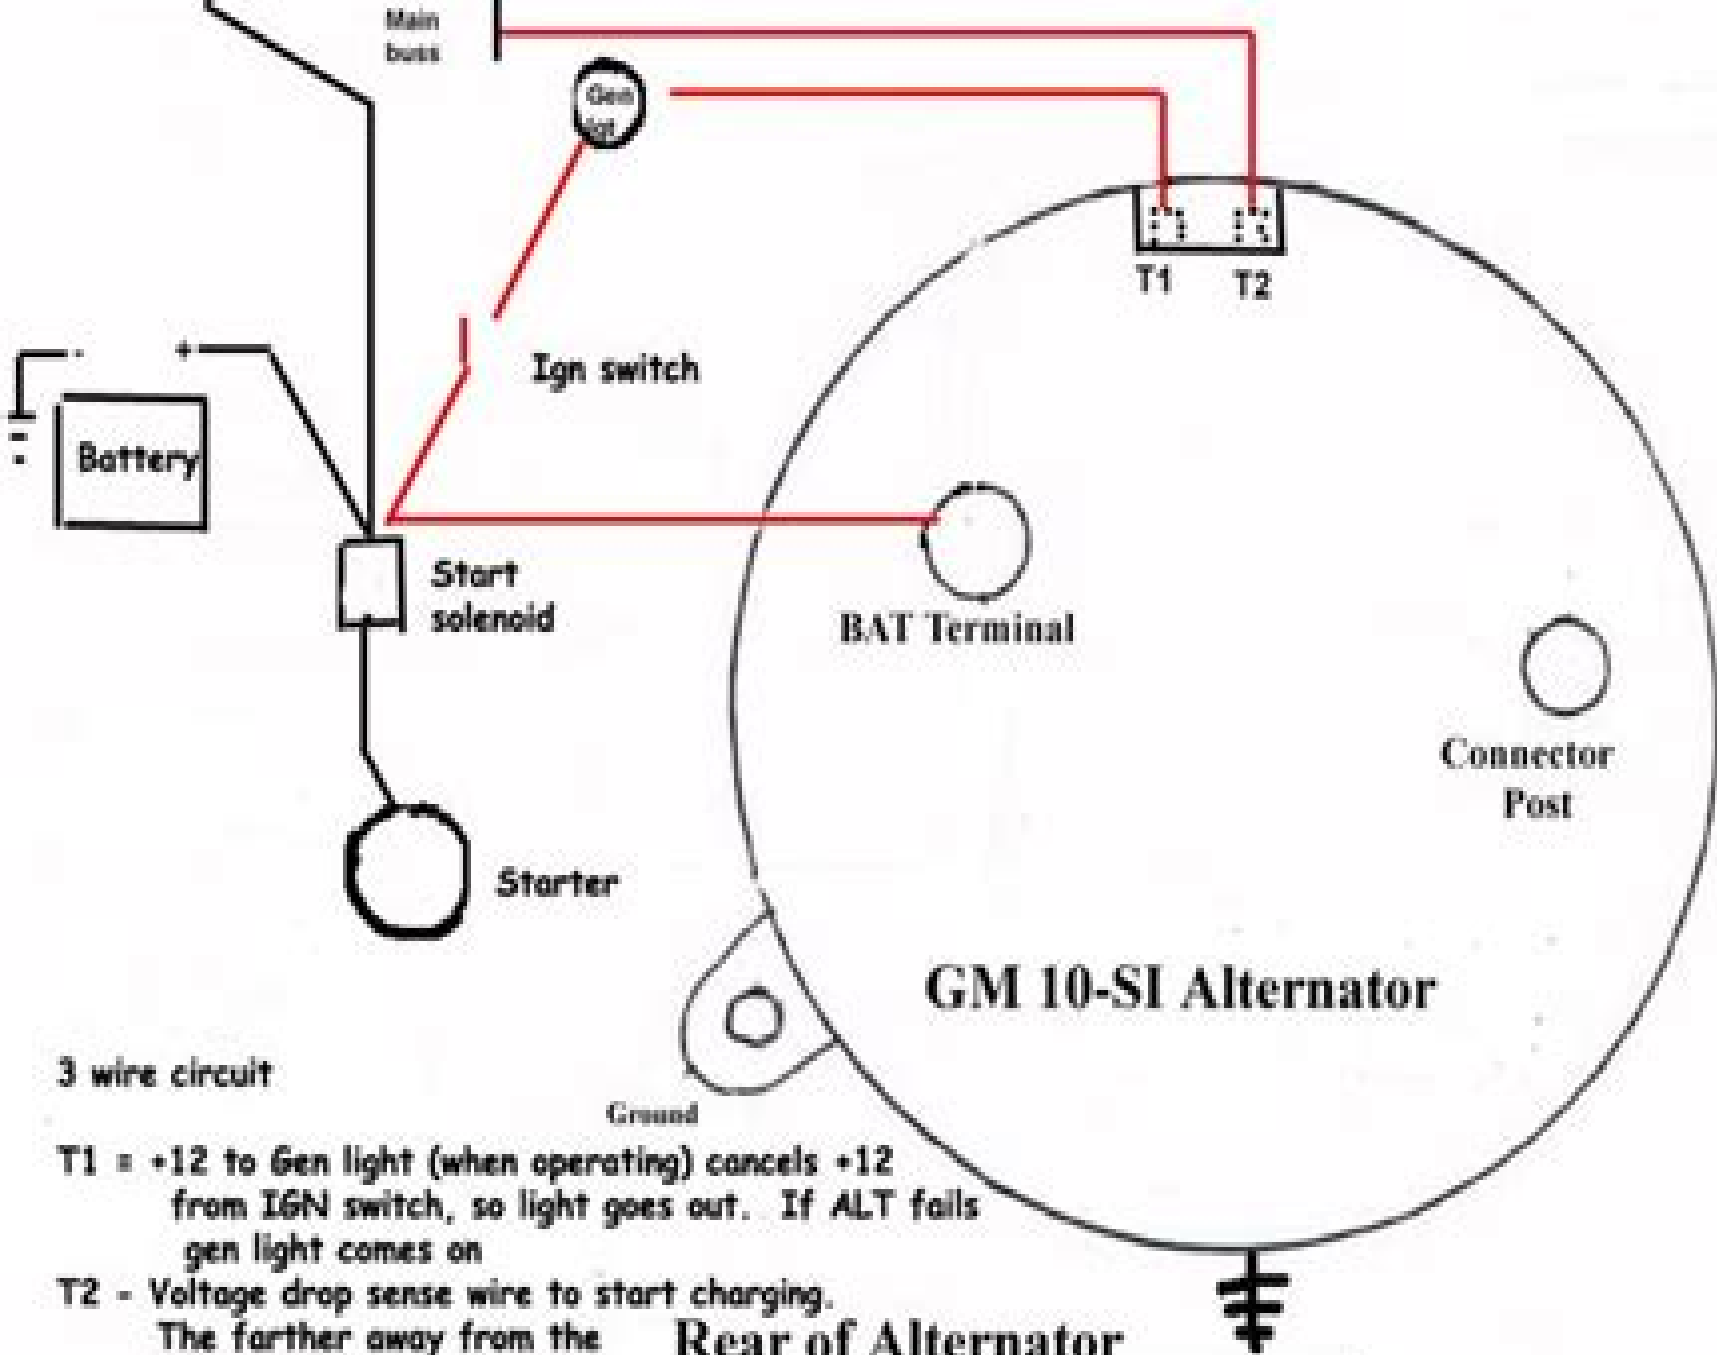 Main
buss
Gen
lgt
T1
T2
Ign switch
- +
Battery
Start
solenoid
BAT Terminal
Connector
Post
Starter
GM 10-SI Alternator
Ground
3 wire circuit
T1 = +12 to Gen light (when operating) cancels +12
from IGN switch, so light goes out. If ALT fails
gen light comes on
T2 - Voltage drop sense wire to start charging.
The farther away from the
Rear of Alternator